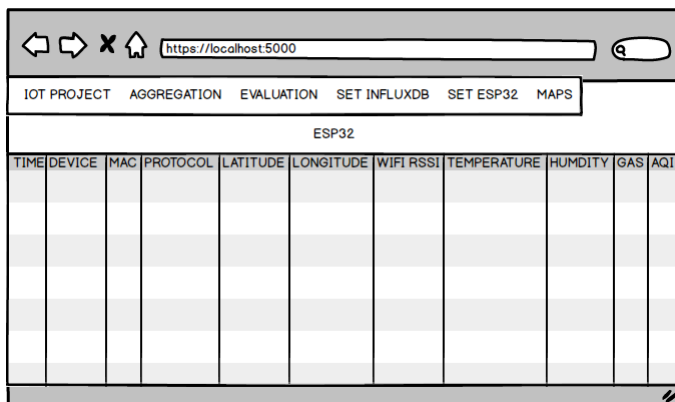 https://localhost:5000
IOT PROJECT AGGREGATION EVALUATION SET INFLUXDB SET ESP32 MAPS
ESP32
TIME DEVICE MAC PROTOCOL LATITUDE LONGITUDE WIFI RSSI TEMPERATURE HUMDITY GAS AQI